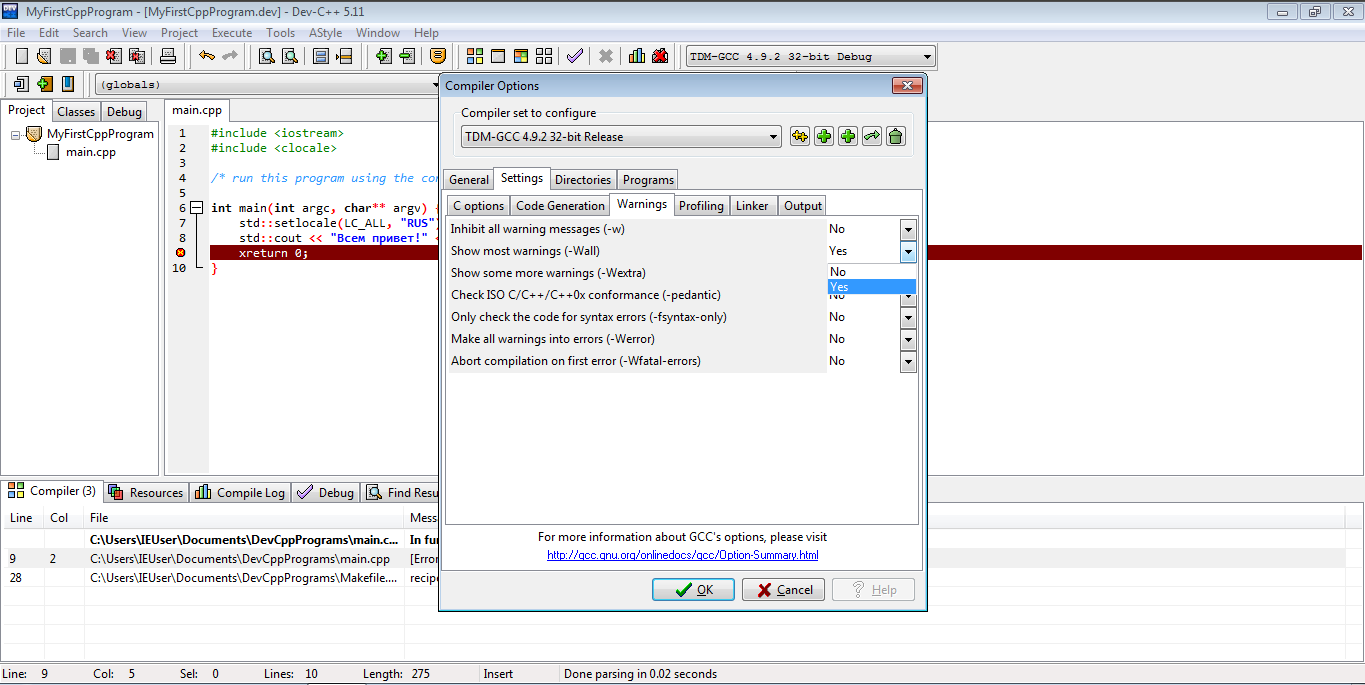 MyFirstCppProgram - [MyFirstCppProgram.dev] - Dev-C++ 5.11
File Edit Search View Project Execute Tools AStyle Window Help
TDM-GCC 4.9.2 32-bit Debug
(globals)
Project Classes Debug
MyFirstCppProgram
main.cpp
main.cpp
1 #include <iostream>
2 #include <clocale>
3
4 /* run this program using the con
5
6 int main(int argc, char** argv) {
7 std::setlocale(LC_ALL, "RUS"
8 std::cout << "Всем привет!" <
xreturn 0;
10 }
Compiler Options
Compiler set to configure
TDM-GCC 4.9.2 32-bit Release
General Settings Directories Programs
C options Code Generation Warnings Profiling Linker Output
Inhibit all warning messages (-w) No
Show most warnings (-Wall) Yes
Show some more warnings (-Wextra) No
Yes
Check ISO C/C++/C++0x conformance (-pedantic) No
Only check the code for syntax errors (-fsyntax-only) No
Make all warnings into errors (-Werror) No
Abort compilation on first error (-Wfatal-errors) No
For more information about GCC's options, please visit
http://gcc.gnu.org/onlinedocs/gcc/Option-Summary.html
OK Cancel Help
Compiler (3) Resources Compile Log Debug Find Resu
Line Col File Mess
C:\Users\IEUser\Documents\DevCppPrograms\main.c... In fun
9 2 C:\Users\IEUser\Documents\DevCppPrograms\main.cpp [Error
28 C:\Users\IEUser\Documents\DevCppPrograms\Makefile.... recipe
Line: 9 Col: 5 Sel: 0 Lines: 10 Length: 275 Insert Done parsing in 0.02 seconds